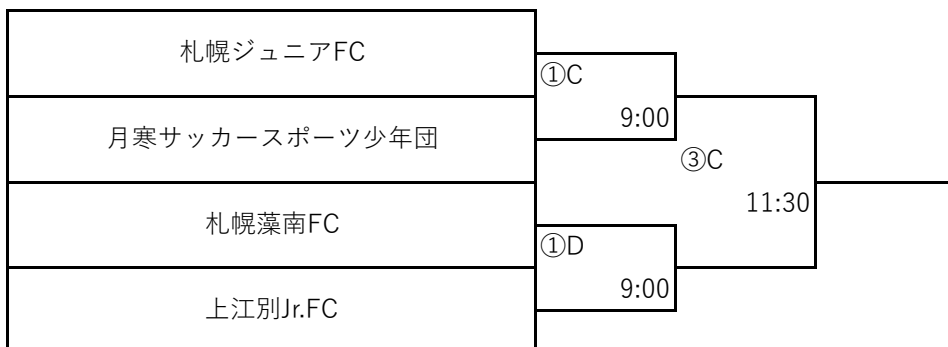 札幌ジュニアFC
①C
9:00
月寒サッカースポーツ少年団
③C
11:30
札幌藻南FC
①D
9:00
上江別Jr.FC